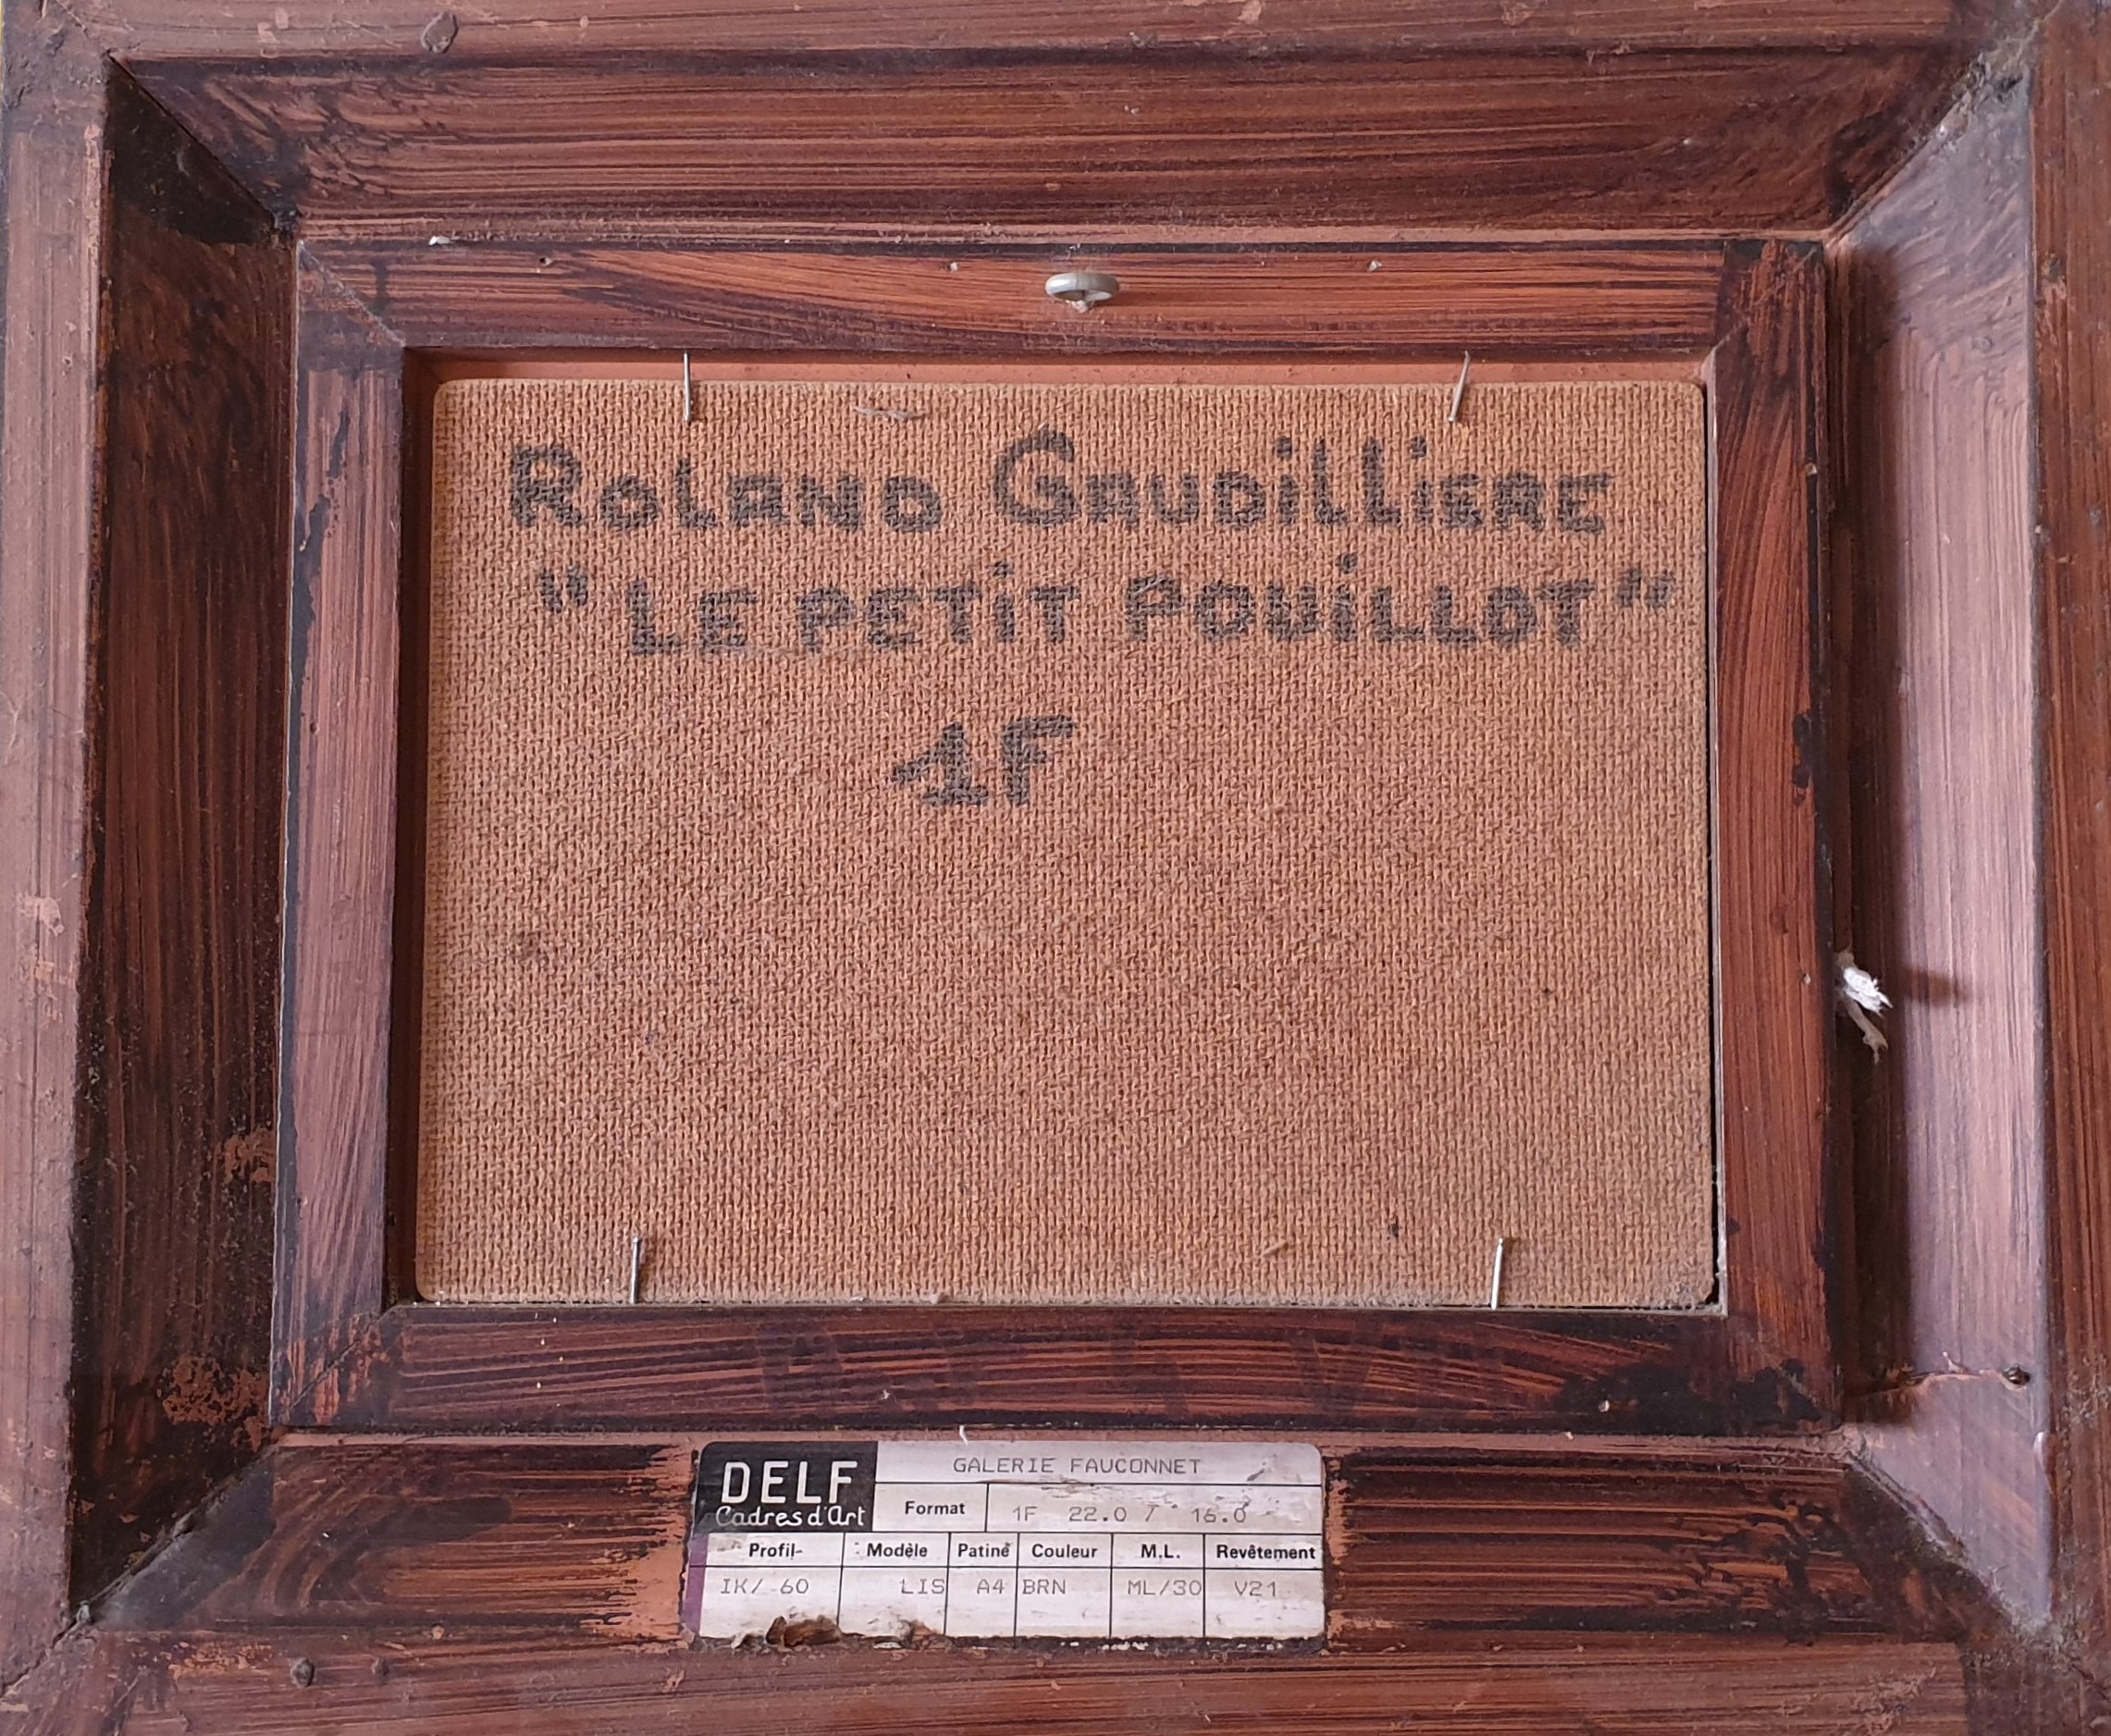 Roland Gaudilliere
"LE PETiT POUiLLOT"
1F
DELF
Cadres d'Art
GALERIE FAUCONNET
Format 1F 22.0 / 16.0
Profil Modèle Patine Couleur M.L. Revêtement
IK/ 60 LIS A4 BRN ML/30 V21